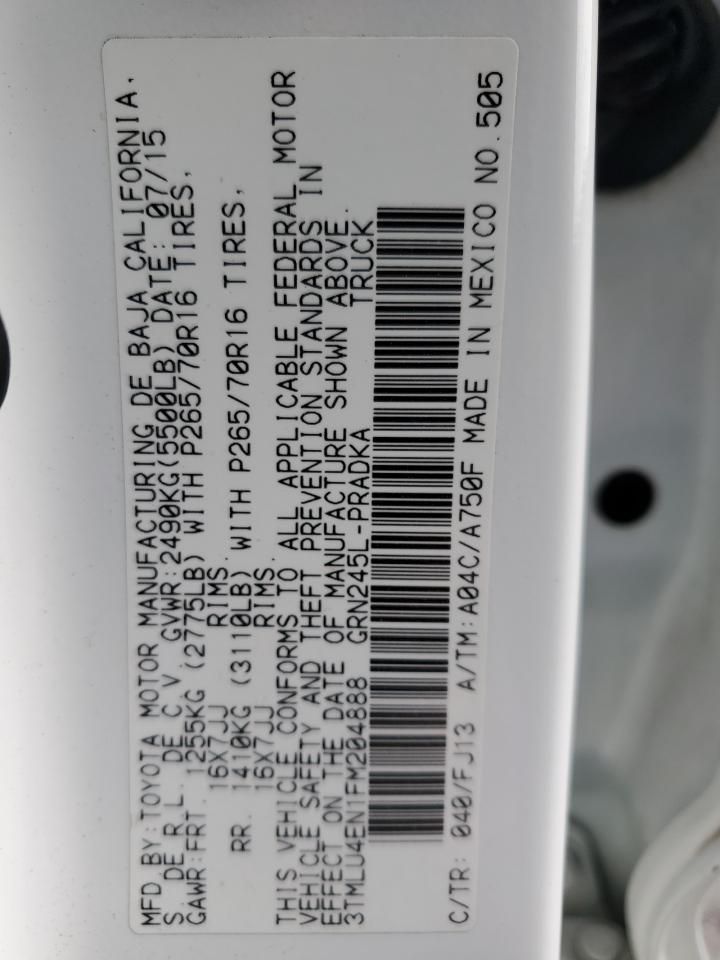 MFD.BY:TOYOTA MOTOR MANUFACTURING DE BAJA CALIFORNIA,
S. DE R.L. DE C.V GVWR:2490KG(5500LB) DATE: 07/15
GAWR:FRT. 1255KG (2775LB) WITH P265/70R16 TIRES,
16X7JJ RIMS.
RR. 1410KG (3110LB) WITH P265/70R16 TIRES,
16X7JJ RIMS.
THIS VEHICLE CONFORMS TO ALL APPLICABLE FEDERAL MOTOR
VEHICLE SAFETY AND THEFT PREVENTION STANDARDS IN
EFFECT ON THE DATE OF MANUFACTURE SHOWN ABOVE.
3TMLU4EN1FM204888 GRN245L-PRADKA TRUCK
C/TR: 040/FJ13 A/TM:A04C/A750F MADE IN MEXICO NO.505